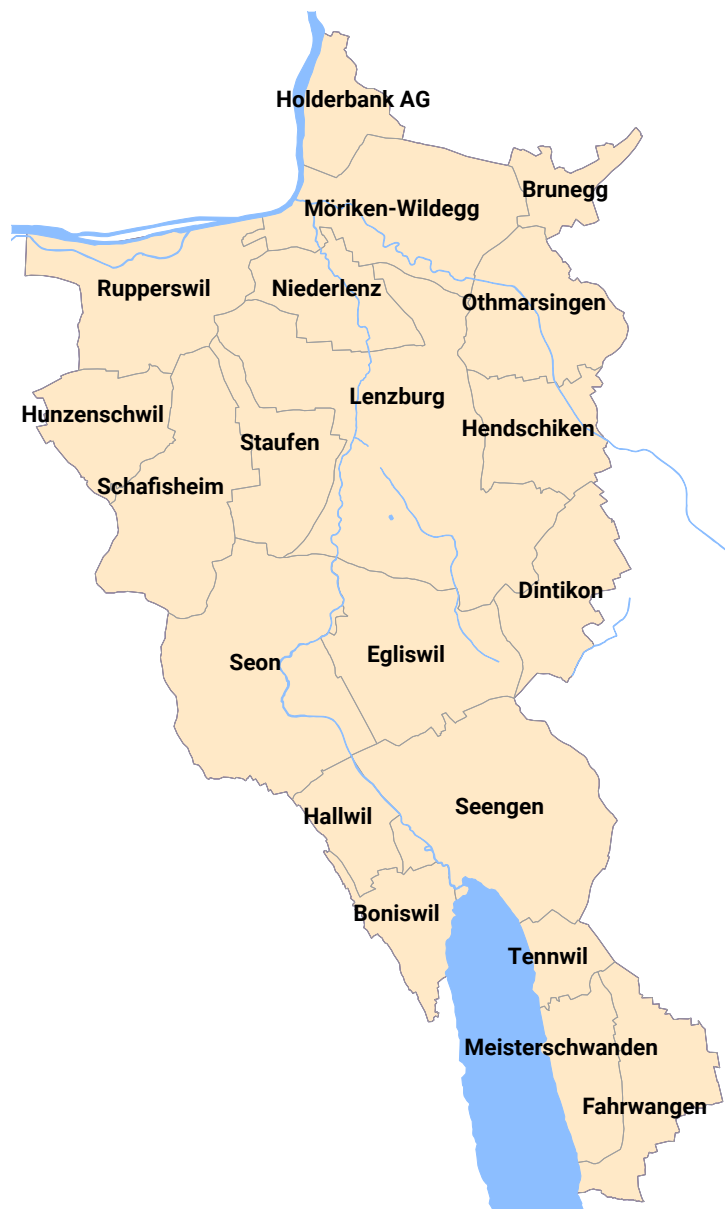 Holderbank AG
Brunegg
Möriken-Wildegg
Rupperswil
Niederlenz
Othmarsingen
Lenzburg
Hunzenschwil
Staufen
Hendschiken
Schafisheim
Dintikon
Seon
Egliswil
Seengen
Hallwil
Boniswil
Tennwil
Meisterschwanden
Fahrwangen